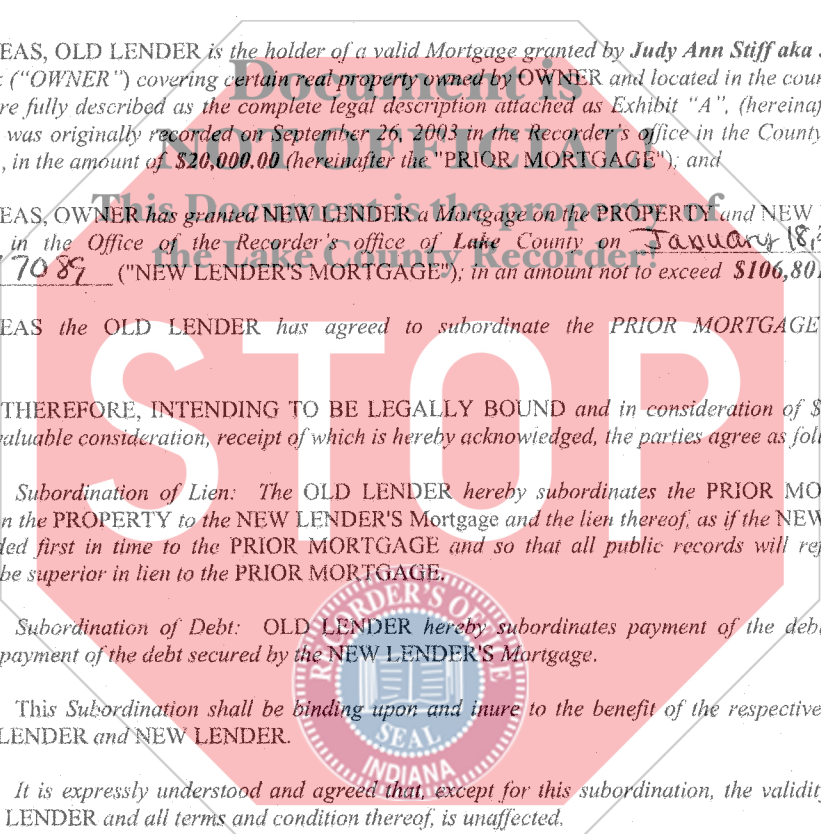 EAS, OLD LENDER is the holder of a valid Mortgage granted by Judy Ann Stiff aka
("OWNER") covering certain real property owned by OWNER and located in the coun
re fully described as the complete legal description attached as Exhibit "A", (hereinaf
Document is
was originally recorded on September 26, 2003 in the Recorder's office in the County
NOT OFFICIAL!
, in the amount of $20,000.00 (hereinafter the "PRIOR MORTGAGE"); and
This Document is the property of
EAS, OWNER has granted NEW LENDER a Mortgage on the PROPERTY and NEW
in the Office of the Recorder's office of Lake County on January 18,
the Lake County Recorder!
7089 ("NEW LENDER'S MORTGAGE"); in an amount not to exceed $106,801
EAS the OLD LENDER has agreed to subordinate the PRIOR MORTGAGE
STOP
THEREFORE, INTENDING TO BE LEGALLY BOUND and in consideration of $
valuable consideration, receipt of which is hereby acknowledged, the parties agree as foll
Subordination of Lien: The OLD LENDER hereby subordinates the PRIOR MO
n the PROPERTY to the NEW LENDER'S Mortgage and the lien thereof, as if the NEW
ded first in time to the PRIOR MORTGAGE and so that all public records will ref
be superior in lien to the PRIOR MORTGAGE.
Subordination of Debt: OLD LENDER hereby subordinates payment of the deb
payment of the debt secured by the NEW LENDER'S Mortgage.
This Subordination shall be binding upon and inure to the benefit of the respective
LENDER and NEW LENDER.
RECORDER'S OFFICE
SEAL
INDIANA
It is expressly understood and agreed that, except for this subordination, the validity
LENDER and all terms and condition thereof, is unaffected.